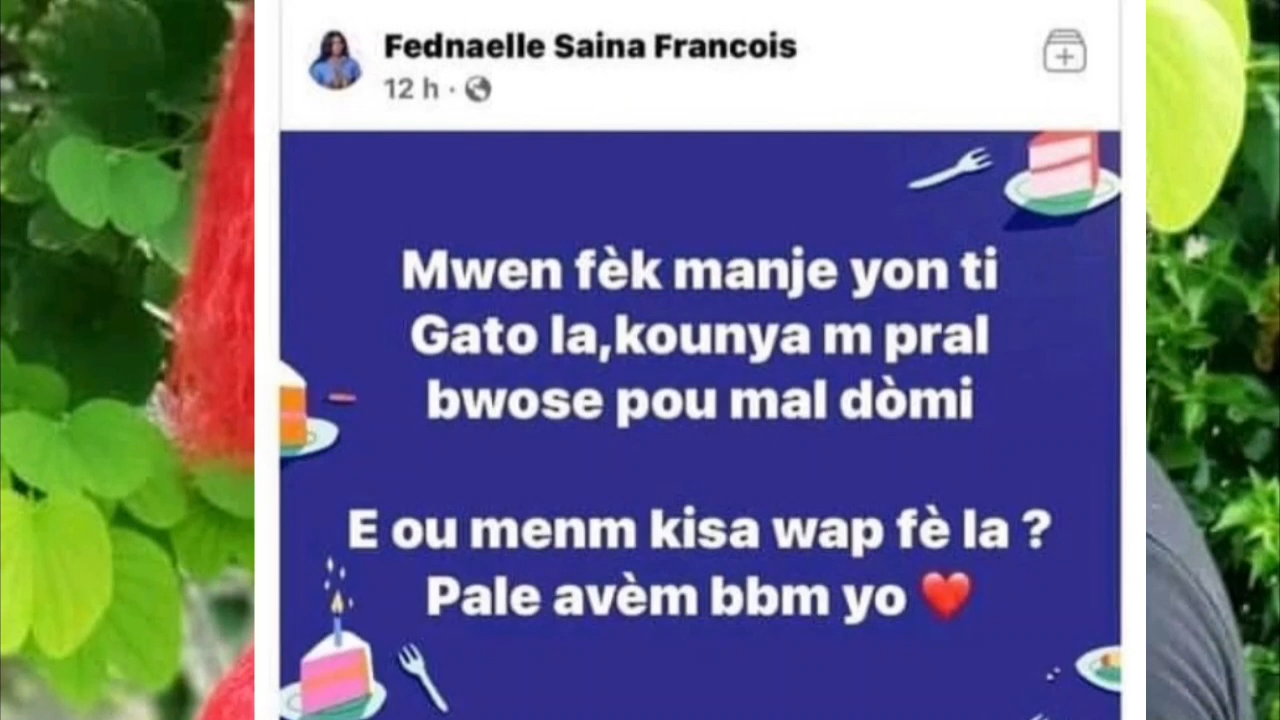 Fednaelle Saina Francois
12 h ·
Mwen fèk manje yon ti
Gato la,kounya m pral
bwose pou mal dòmi
E ou menm kisa wap fè la ?
Pale avèm bbm yo ❤️